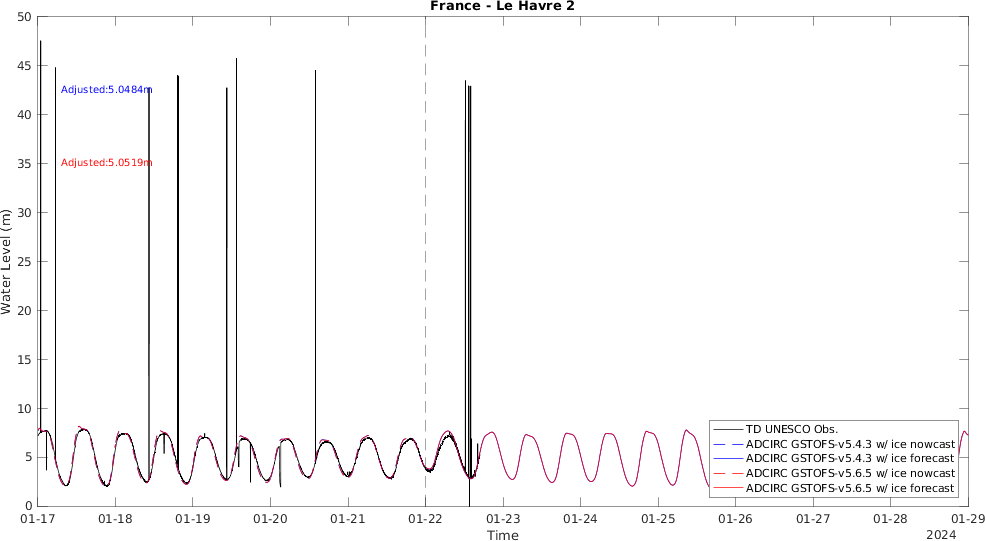 France - Le Havre 2
Water Level (m)
50
45
40
35
30
25
20
15
10
5
0
Adjusted:5.0484m
Adjusted:5.0519m
TD UNESCO Obs.
ADCIRC GSTOFS-v5.4.3 w/ ice nowcast
ADCIRC GSTOFS-v5.4.3 w/ ice forecast
ADCIRC GSTOFS-v5.6.5 w/ ice nowcast
ADCIRC GSTOFS-v5.6.5 w/ ice forecast
01-17 01-18 01-19 01-20 01-21 01-22 01-23 01-24 01-25 01-26 01-27 01-28 01-29
Time
2024